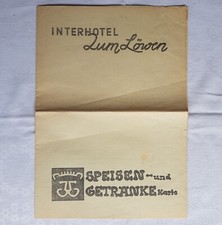 INTERHOTEL
Zum Löwen
SPEISEN- und
GETRÄNKE Karte